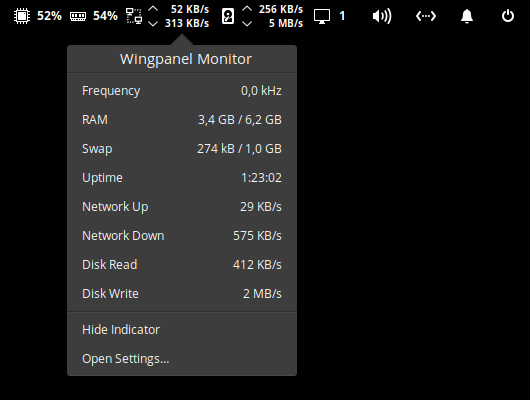 52% 54% 52 KB/s 256 KB/s 1
313 KB/s 5 MB/s
Wingpanel Monitor
Frequency 0,0 kHz
RAM 3,4 GB / 6,2 GB
Swap 274 kB / 1,0 GB
Uptime 1:23:02
Network Up 29 KB/s
Network Down 575 KB/s
Disk Read 412 KB/s
Disk Write 2 MB/s
Hide Indicator
Open Settings...